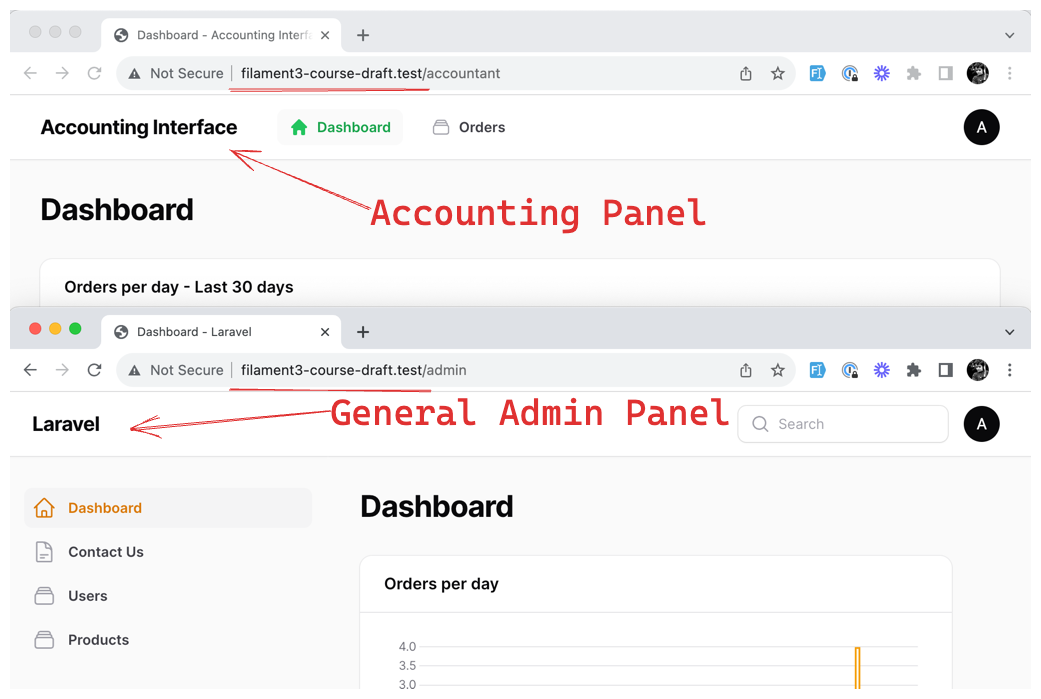 Dashboard - Accounting Interfa
Not Secure filament3-course-draft.test/accountant
Accounting Interface Dashboard Orders A
Dashboard
Accounting Panel
Orders per day - Last 30 days
Dashboard - Laravel
Not Secure filament3-course-draft.test/admin
Laravel General Admin Panel Search A
Dashboard
Contact Us
Users
Products
Dashboard
Orders per day
4.0
3.5
3.0